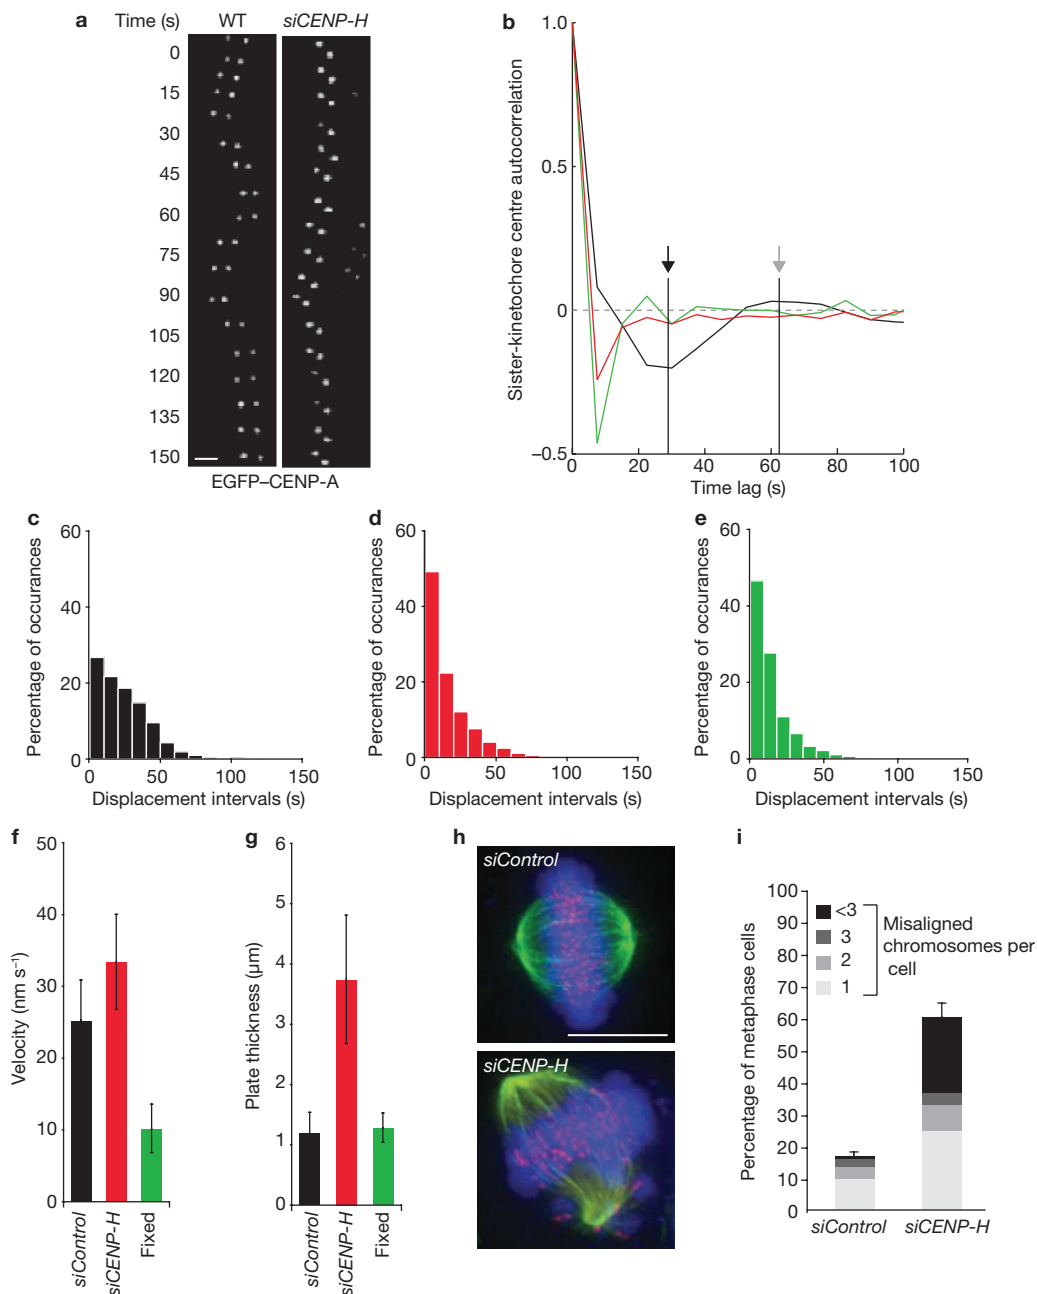 a
Time (s)
WT
siCENP-H
0
15
30
45
60
75
90
105
120
135
150
EGFP–CENP-A
b
Sister-kinetochore centre autocorrelation
1.0
0.5
0
–0.5
0
20
40
60
80
100
Time lag (s)
c
Percentage of occurances
60
40
20
0
0
50
100
150
Displacement intervals (s)
d
Percentage of occurances
60
40
20
0
0
50
100
150
Displacement intervals (s)
e
Percentage of occurances
60
40
20
0
0
50
100
150
Displacement intervals (s)
f
Velocity (nm s⁻¹)
50
40
30
20
10
0
siControl
siCENP-H
Fixed
g
Plate thickness (µm)
6
5
4
3
2
1
0
siControl
siCENP-H
Fixed
h
siControl
siCENP-H
i
Percentage of metaphase cells
100
90
80
70
60
50
40
30
20
10
0
<3
3
2
1
Misaligned
chromosomes per
cell
siControl
siCENP-H